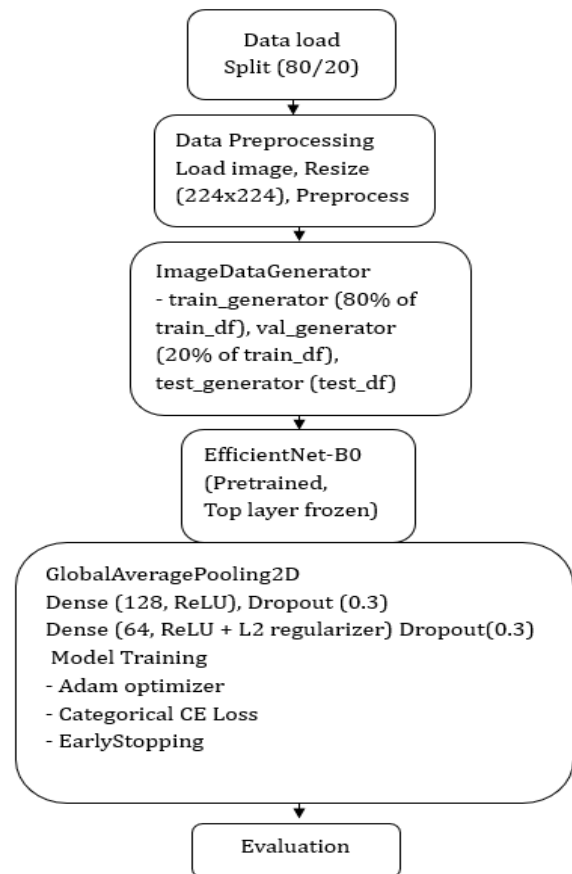 Data load
Split (80/20)
Data Preprocessing
Load image, Resize
(224x224), Preprocess
ImageDataGenerator
- train_generator (80% of
train_df), val_generator
(20% of train_df),
test_generator (test_df)
EfficientNet-B0
(Pretrained,
Top layer frozen)
GlobalAveragePooling2D
Dense (128, ReLU), Dropout (0.3)
Dense (64, ReLU + L2 regularizer) Dropout(0.3)
Model Training
- Adam optimizer
- Categorical CE Loss
- EarlyStopping
Evaluation